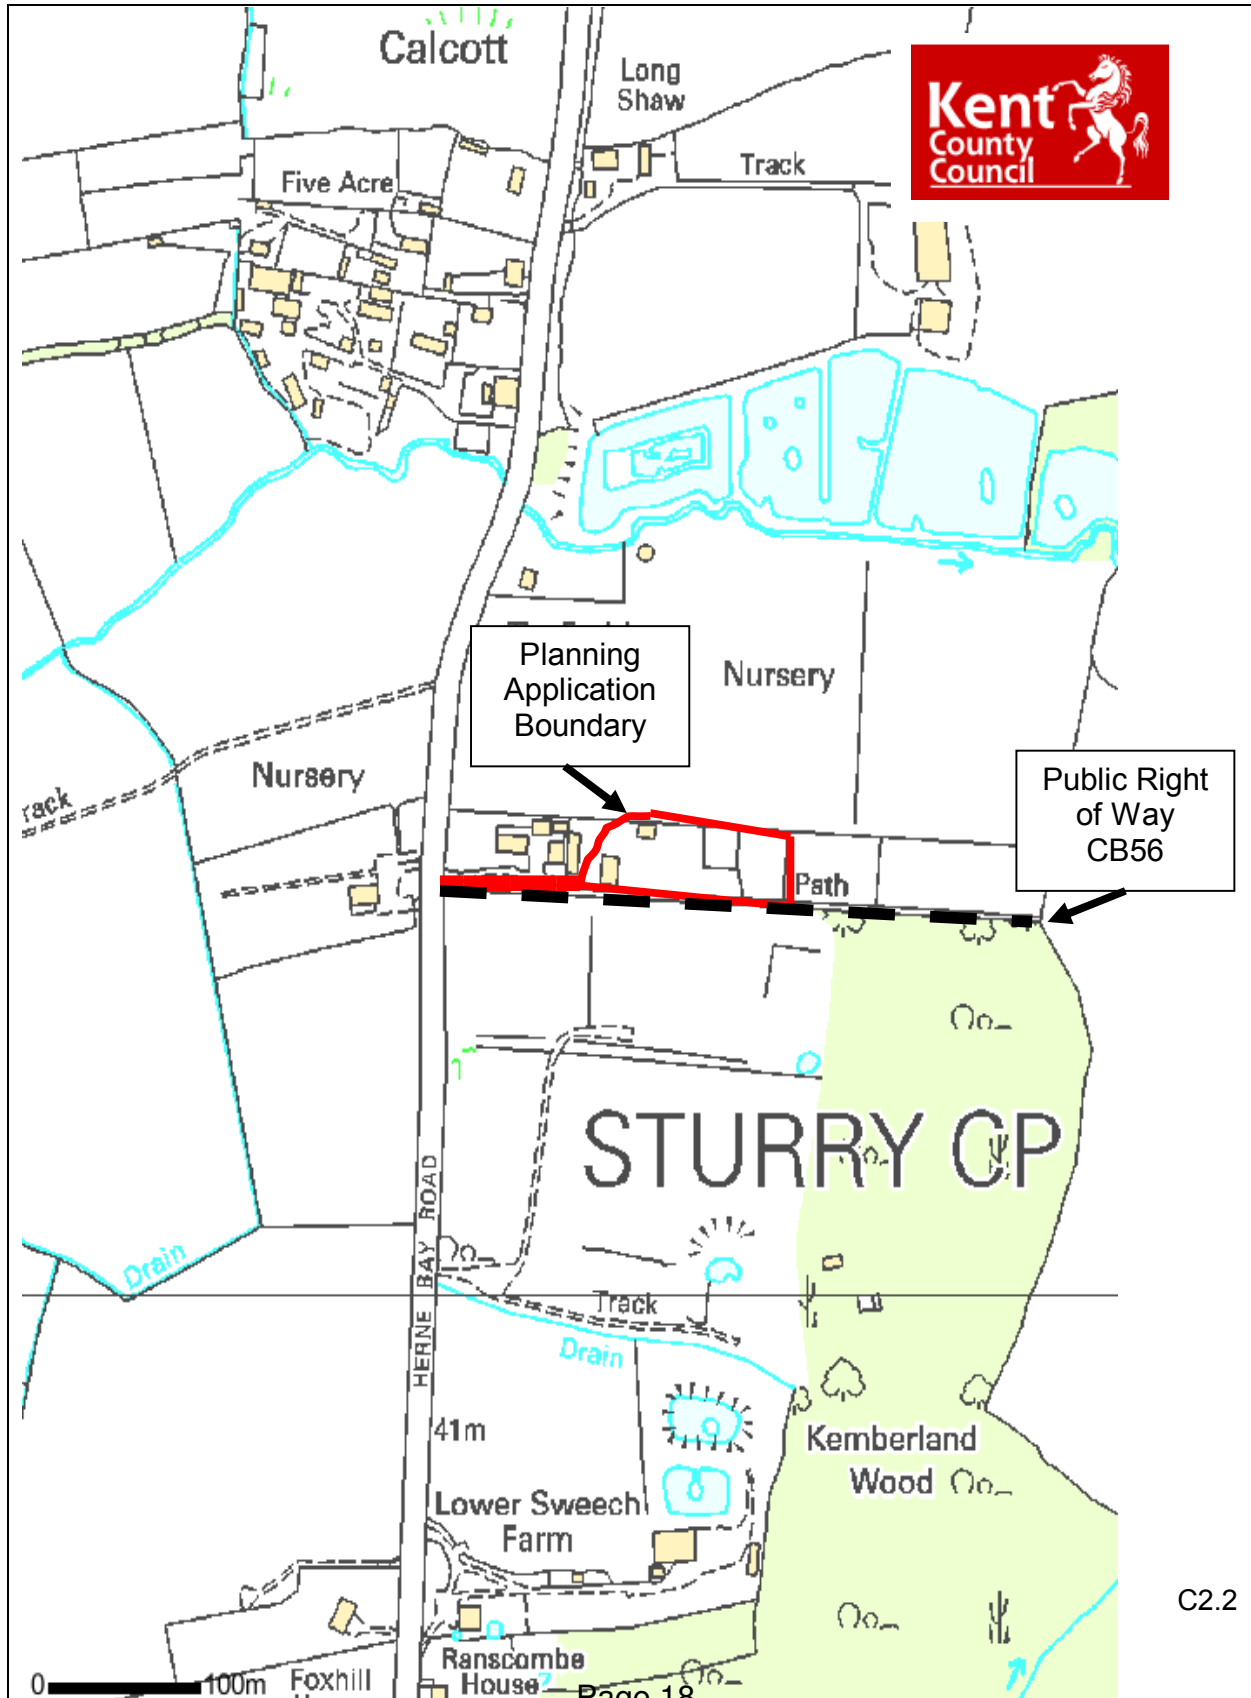 Calcott
Long
Shaw
Kent
County
Council
Track
Five Acre
Planning
Application
Boundary
Nursery
Nursery
Public Right
of Way
CB56
Path
STURRY CP
HERNE BAY ROAD
Drain
Track
Drain
41m
Kemberland
Wood
Lower Sweech
Farm
C2.2
Ranscombe
House
0 100m
Foxhill
Page 18